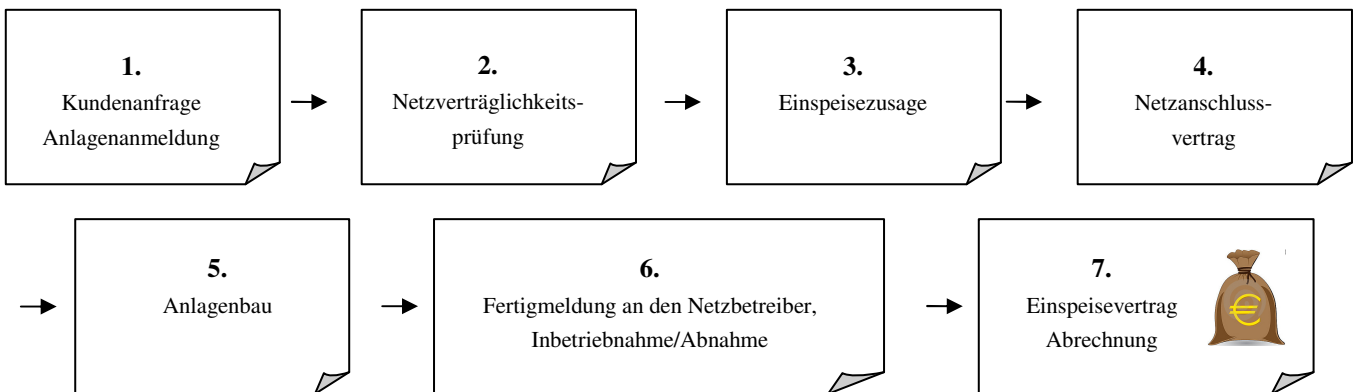 1.
Kundenanfrage
Anlagenanmeldung
2.
Netzverträglichkeits-
prüfung
3.
Einspeisezusage
4.
Netzanschluss-
vertrag
5.
Anlagenbau
6.
Fertigmeldung an den Netzbetreiber,
Inbetriebnahme/Abnahme
7.
Einspeisevertrag
Abrechnung
€